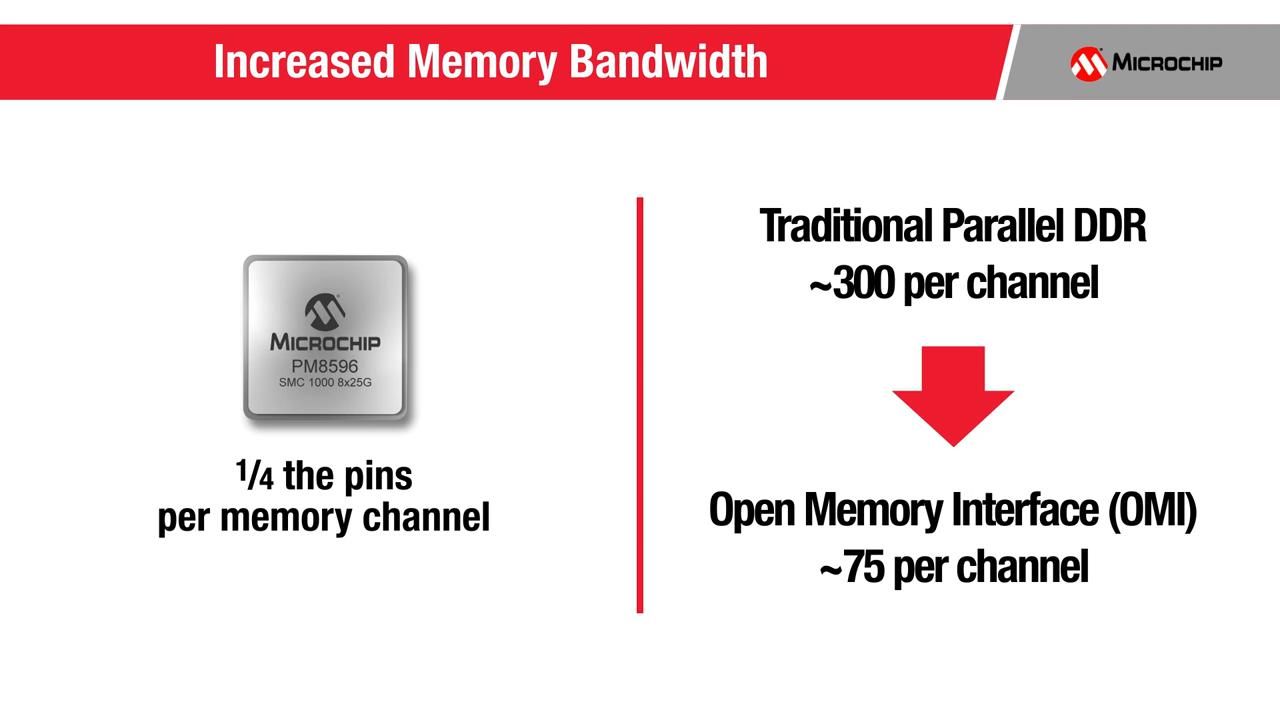 Increased Memory Bandwidth
MICROCHIP
MICROCHIP
PM8596
SMC 1000 8x25G
1/4 the pins
per memory channel
Traditional Parallel DDR
~300 per channel
Open Memory Interface (OMI)
~75 per channel